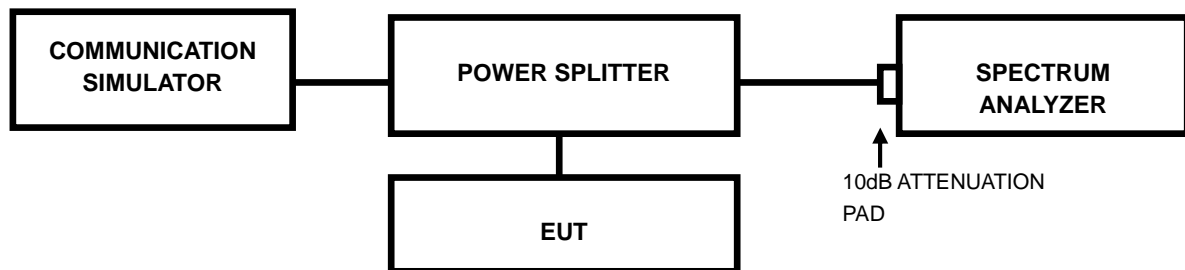 COMMUNICATION
SIMULATOR
POWER SPLITTER
SPECTRUM
ANALYZER
10dB ATTENUATION
PAD
EUT